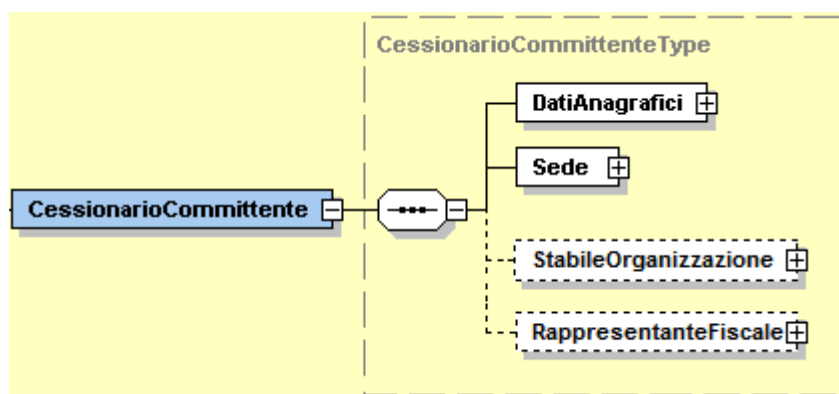 CessionarioCommittenteType
DatiAnagrafici
Sede
CessionarioCommittente
StabileOrganizzazione
RappresentanteFiscale